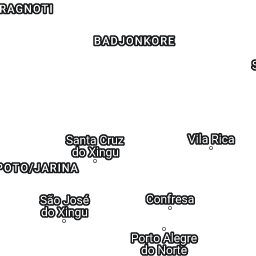 RAGNOTI
BADJONKORE
S
Santa Cruz
do Xingu
Vila Rica
POTO/JARINA
São José
do Xingu
Confresa
Porto Alegre
do Norte